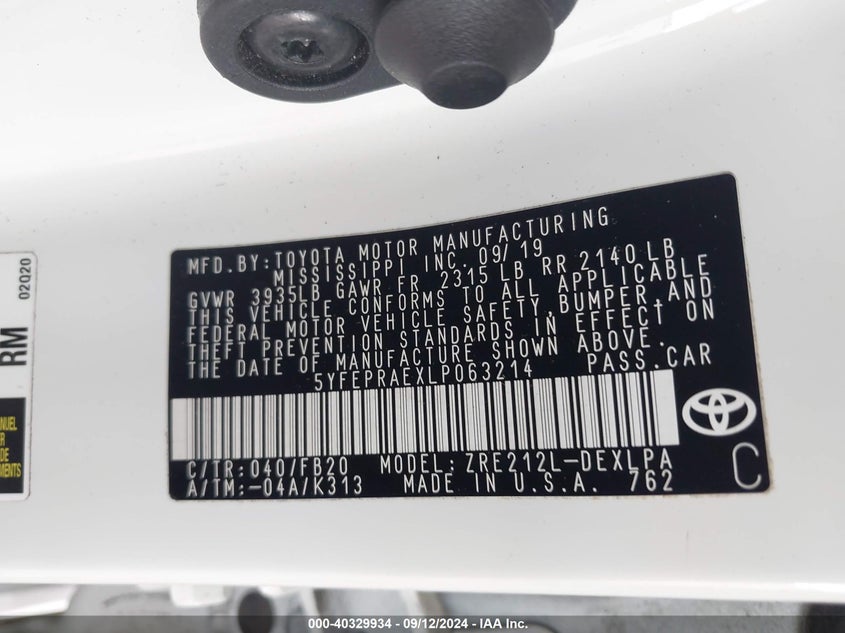 MFD.BY:TOYOTA MOTOR MANUFACTURING
MISSISSIPPI INC. 09/19
GVWR 3935LB GAWR FR 2315 LB RR 2140 LB
THIS VEHICLE CONFORMS TO ALL APPLICABLE
FEDERAL MOTOR VEHICLE SAFETY,BUMPER,AND
THEFT PREVENTION STANDARDS IN EFFECT ON
THE DATE OF MANUFACTURE SHOWN ABOVE.
5YFEPRAEXLP063214 PASS.CAR
C/TR:040/FB20 MODEL:ZRE212L-DEXLPA
A/TM:-04A/K313 MADE IN U.S.A. 762
C
RM
02Q20
NUEL
DE
000-40329934 - 09/12/2024 - IAA Inc.